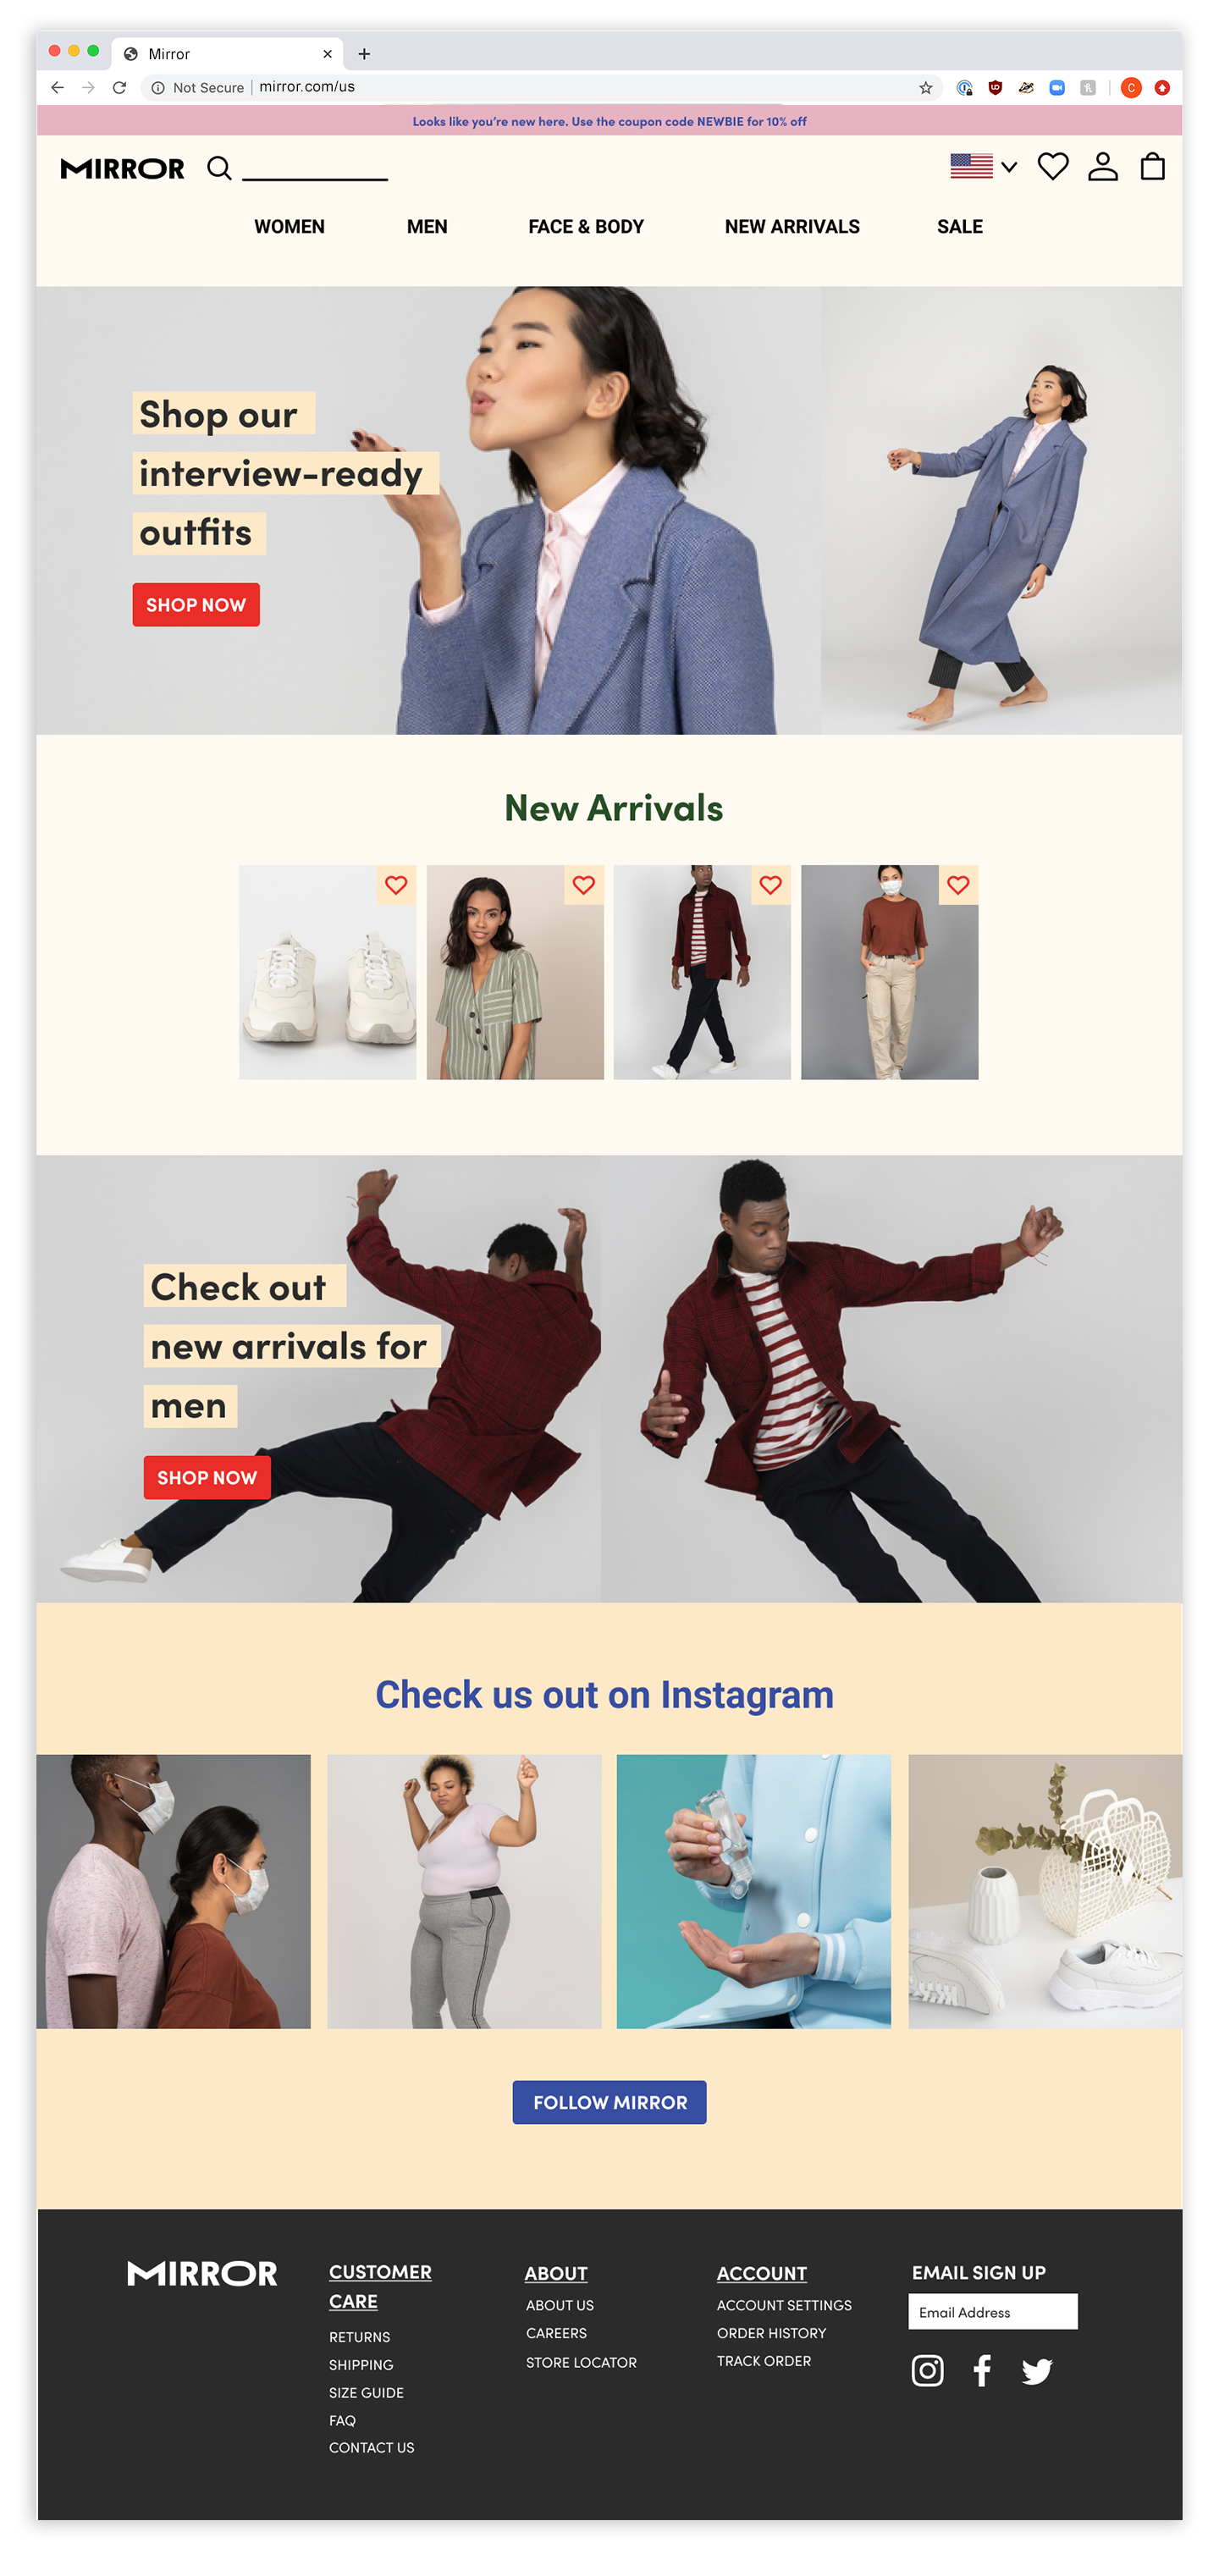 Mirror
Not Secure
mirror.com/us
Looks like you're new here. Use the coupon code NEWBIE for 10% off
MIRROR
WOMEN
MEN
FACE & BODY
NEW ARRIVALS
SALE
Shop our
interview-ready
outfits
SHOP NOW
New Arrivals
Check out
new arrivals for
men
SHOP NOW
Check us out on Instagram
FOLLOW MIRROR
MIRROR
CUSTOMER
CARE
RETURNS
SHIPPING
SIZE GUIDE
FAQ
CONTACT US
ABOUT
ABOUT US
CAREERS
STORE LOCATOR
ACCOUNT
ACCOUNT SETTINGS
ORDER HISTORY
TRACK ORDER
EMAIL SIGN UP
Email Address